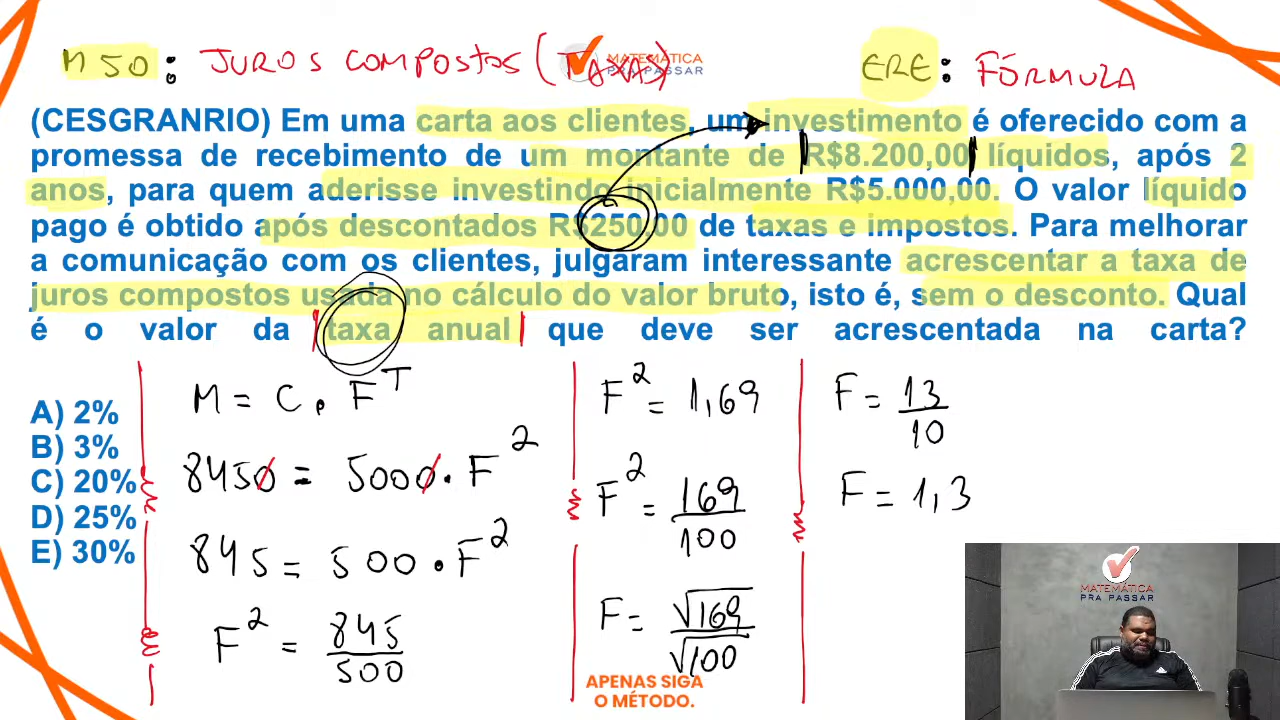 M50: JUROS COMPOSTOS (TAXAS)
MATEMÁTICA
PRA PASSAR
ERE: FÓRMULA
(CESGRANRIO) Em uma carta aos clientes, um investimento é oferecido com a
promessa de recebimento de um montante de R$8.200,00 líquidos, após 2
anos, para quem aderisse investindo inicialmente R$5.000,00. O valor líquido
pago é obtido após descontados R$250,00 de taxas e impostos. Para melhorar
a comunicação com os clientes, julgaram interessante acrescentar a taxa de
juros compostos usada no cálculo do valor bruto, isto é, sem o desconto. Qual
é o valor da taxa anual que deve ser acrescentada na carta?
A) 2%
B) 3%
C) 20%
D) 25%
E) 30%
M = C . F^T
8450 = 5000 . F^2
845 = 500 . F^2
F^2 = 845/500
F^2 = 1,69
F^2 = 169/100
F = √169/√100
F = 13/10
F = 1,3
MATEMÁTICA
PRA PASSAR
APENAS SIGA
O MÉTODO.